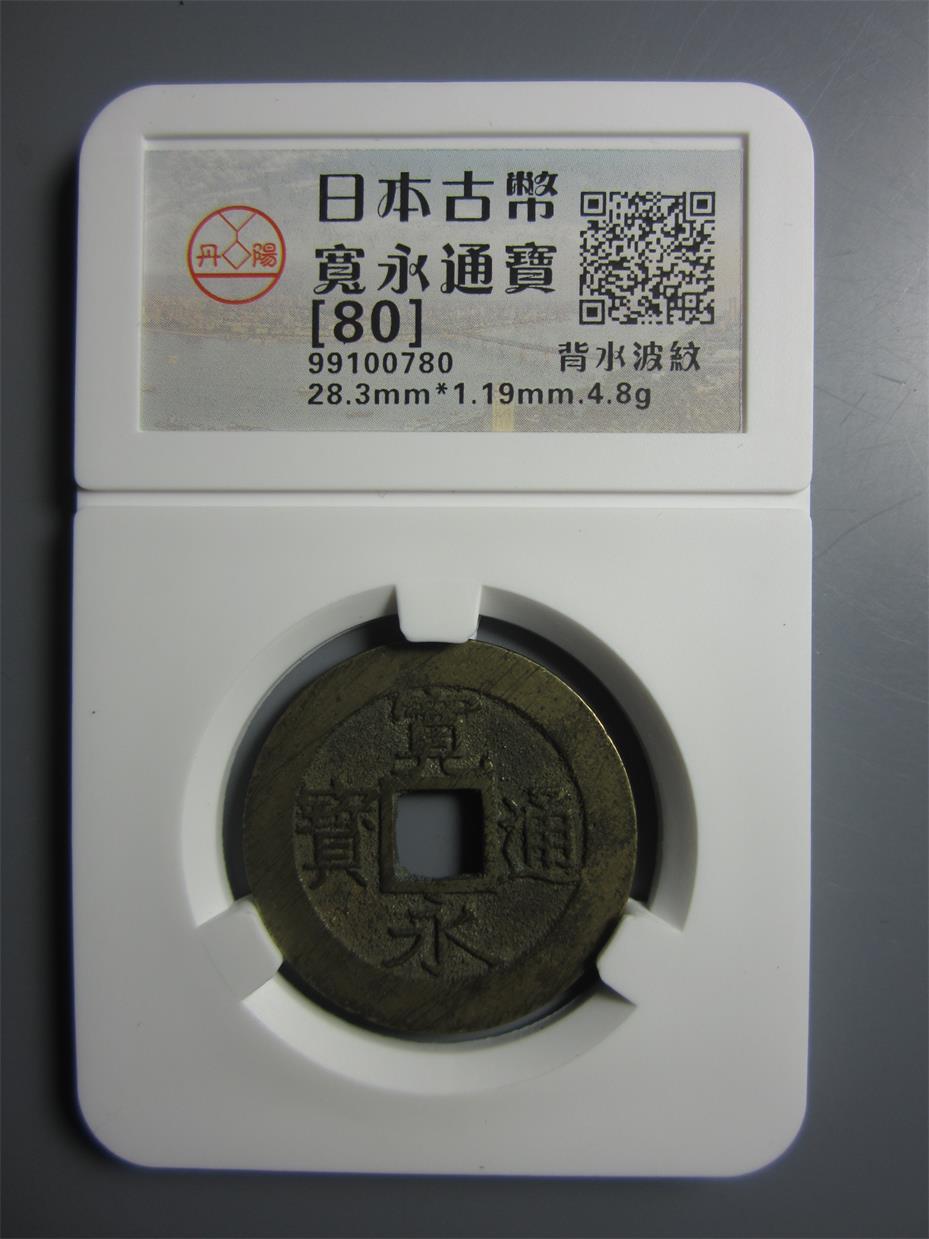 丹陽
日本古幣
寛永通寶
[80]
99100780
背水波紋
28.3mm*1.19mm.4.8g
寛
寶 通
永